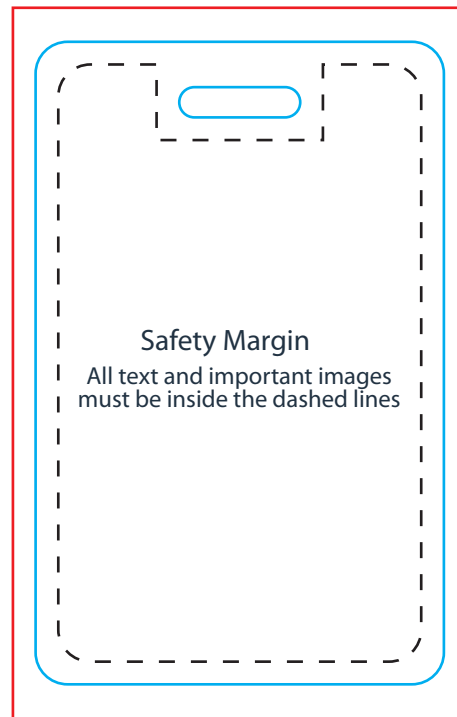 Safety Margin
All text and important images
must be inside the dashed lines